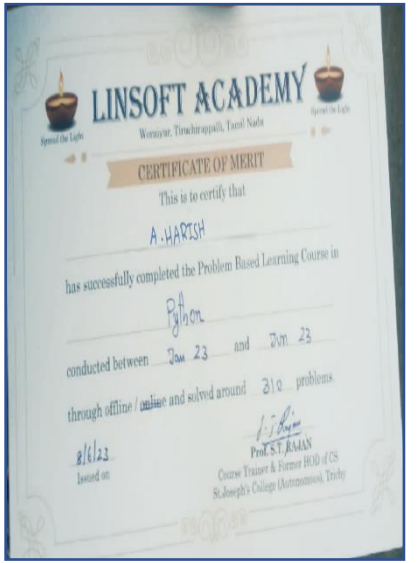 LINSOFT ACADEMY
Spread the Light
Spread the Light
Woraiyur, Tiruchirappalli, Tamil Nadu
CERTIFICATE OF MERIT
This is to certify that
A.HARISH
has successfully completed the Problem Based Learning Course in
Python
conducted between Jan 23 and Jun 23
through offline / online and solved around 310 problems
8/6/23
Issued on
Prof. S.T. RAJAN
Course Trainer & Former HOD of CS
St.Joseph's College (Autonomous), Trichy